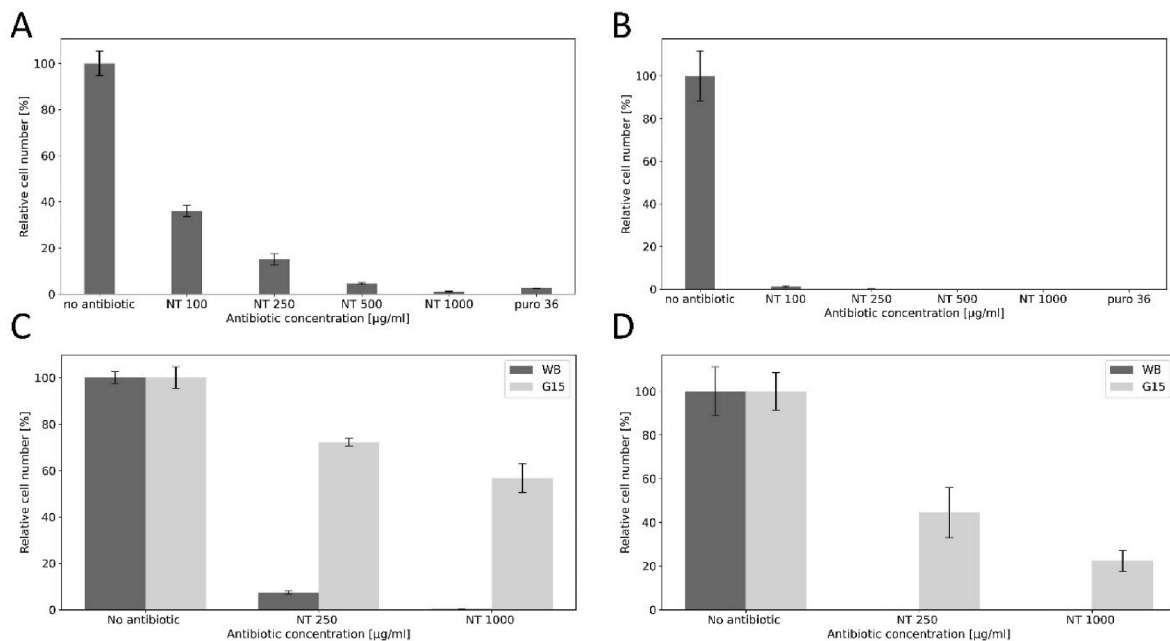 A
Relative cell number [%]
100
80
60
40
20
0
no antibiotic NT 100 NT 250 NT 500 NT 1000 puro 36
Antibiotic concentration [μg/ml]
B
Relative cell number [%]
100
80
60
40
20
0
no antibiotic NT 100 NT 250 NT 500 NT 1000 puro 36
Antibiotic concentration [μg/ml]
C
Relative cell number [%]
100
80
60
40
20
0
WB
G15
No antibiotic NT 250 NT 1000
Antibiotic concentration [μg/ml]
D
Relative cell number [%]
100
80
60
40
20
0
WB
G15
No antibiotic NT 250 NT 1000
Antibiotic concentration [μg/ml]